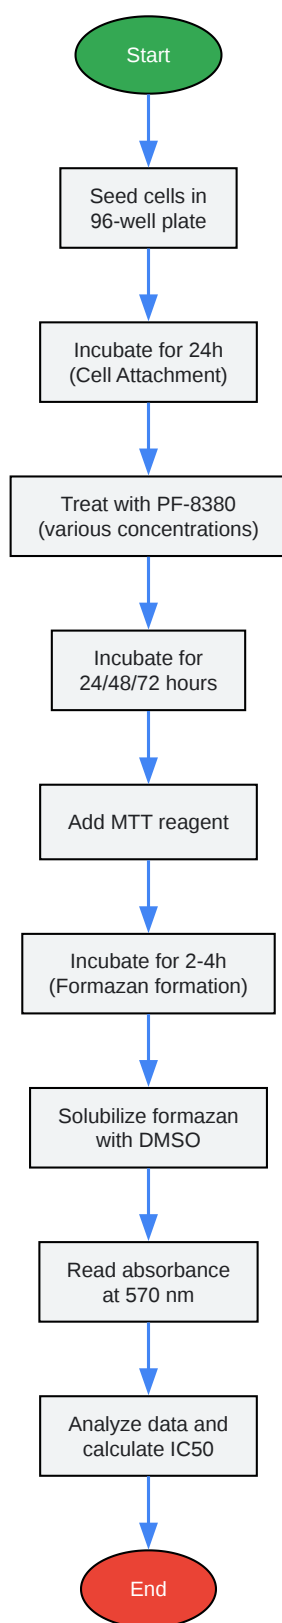 Start
Seed cells in
96-well plate
Incubate for 24h
(Cell Attachment)
Treat with PF-8380
(various concentrations)
Incubate for
24/48/72 hours
Add MTT reagent
Incubate for 2-4h
(Formazan formation)
Solubilize formazan
with DMSO
Read absorbance
at 570 nm
Analyze data and
calculate IC50
End